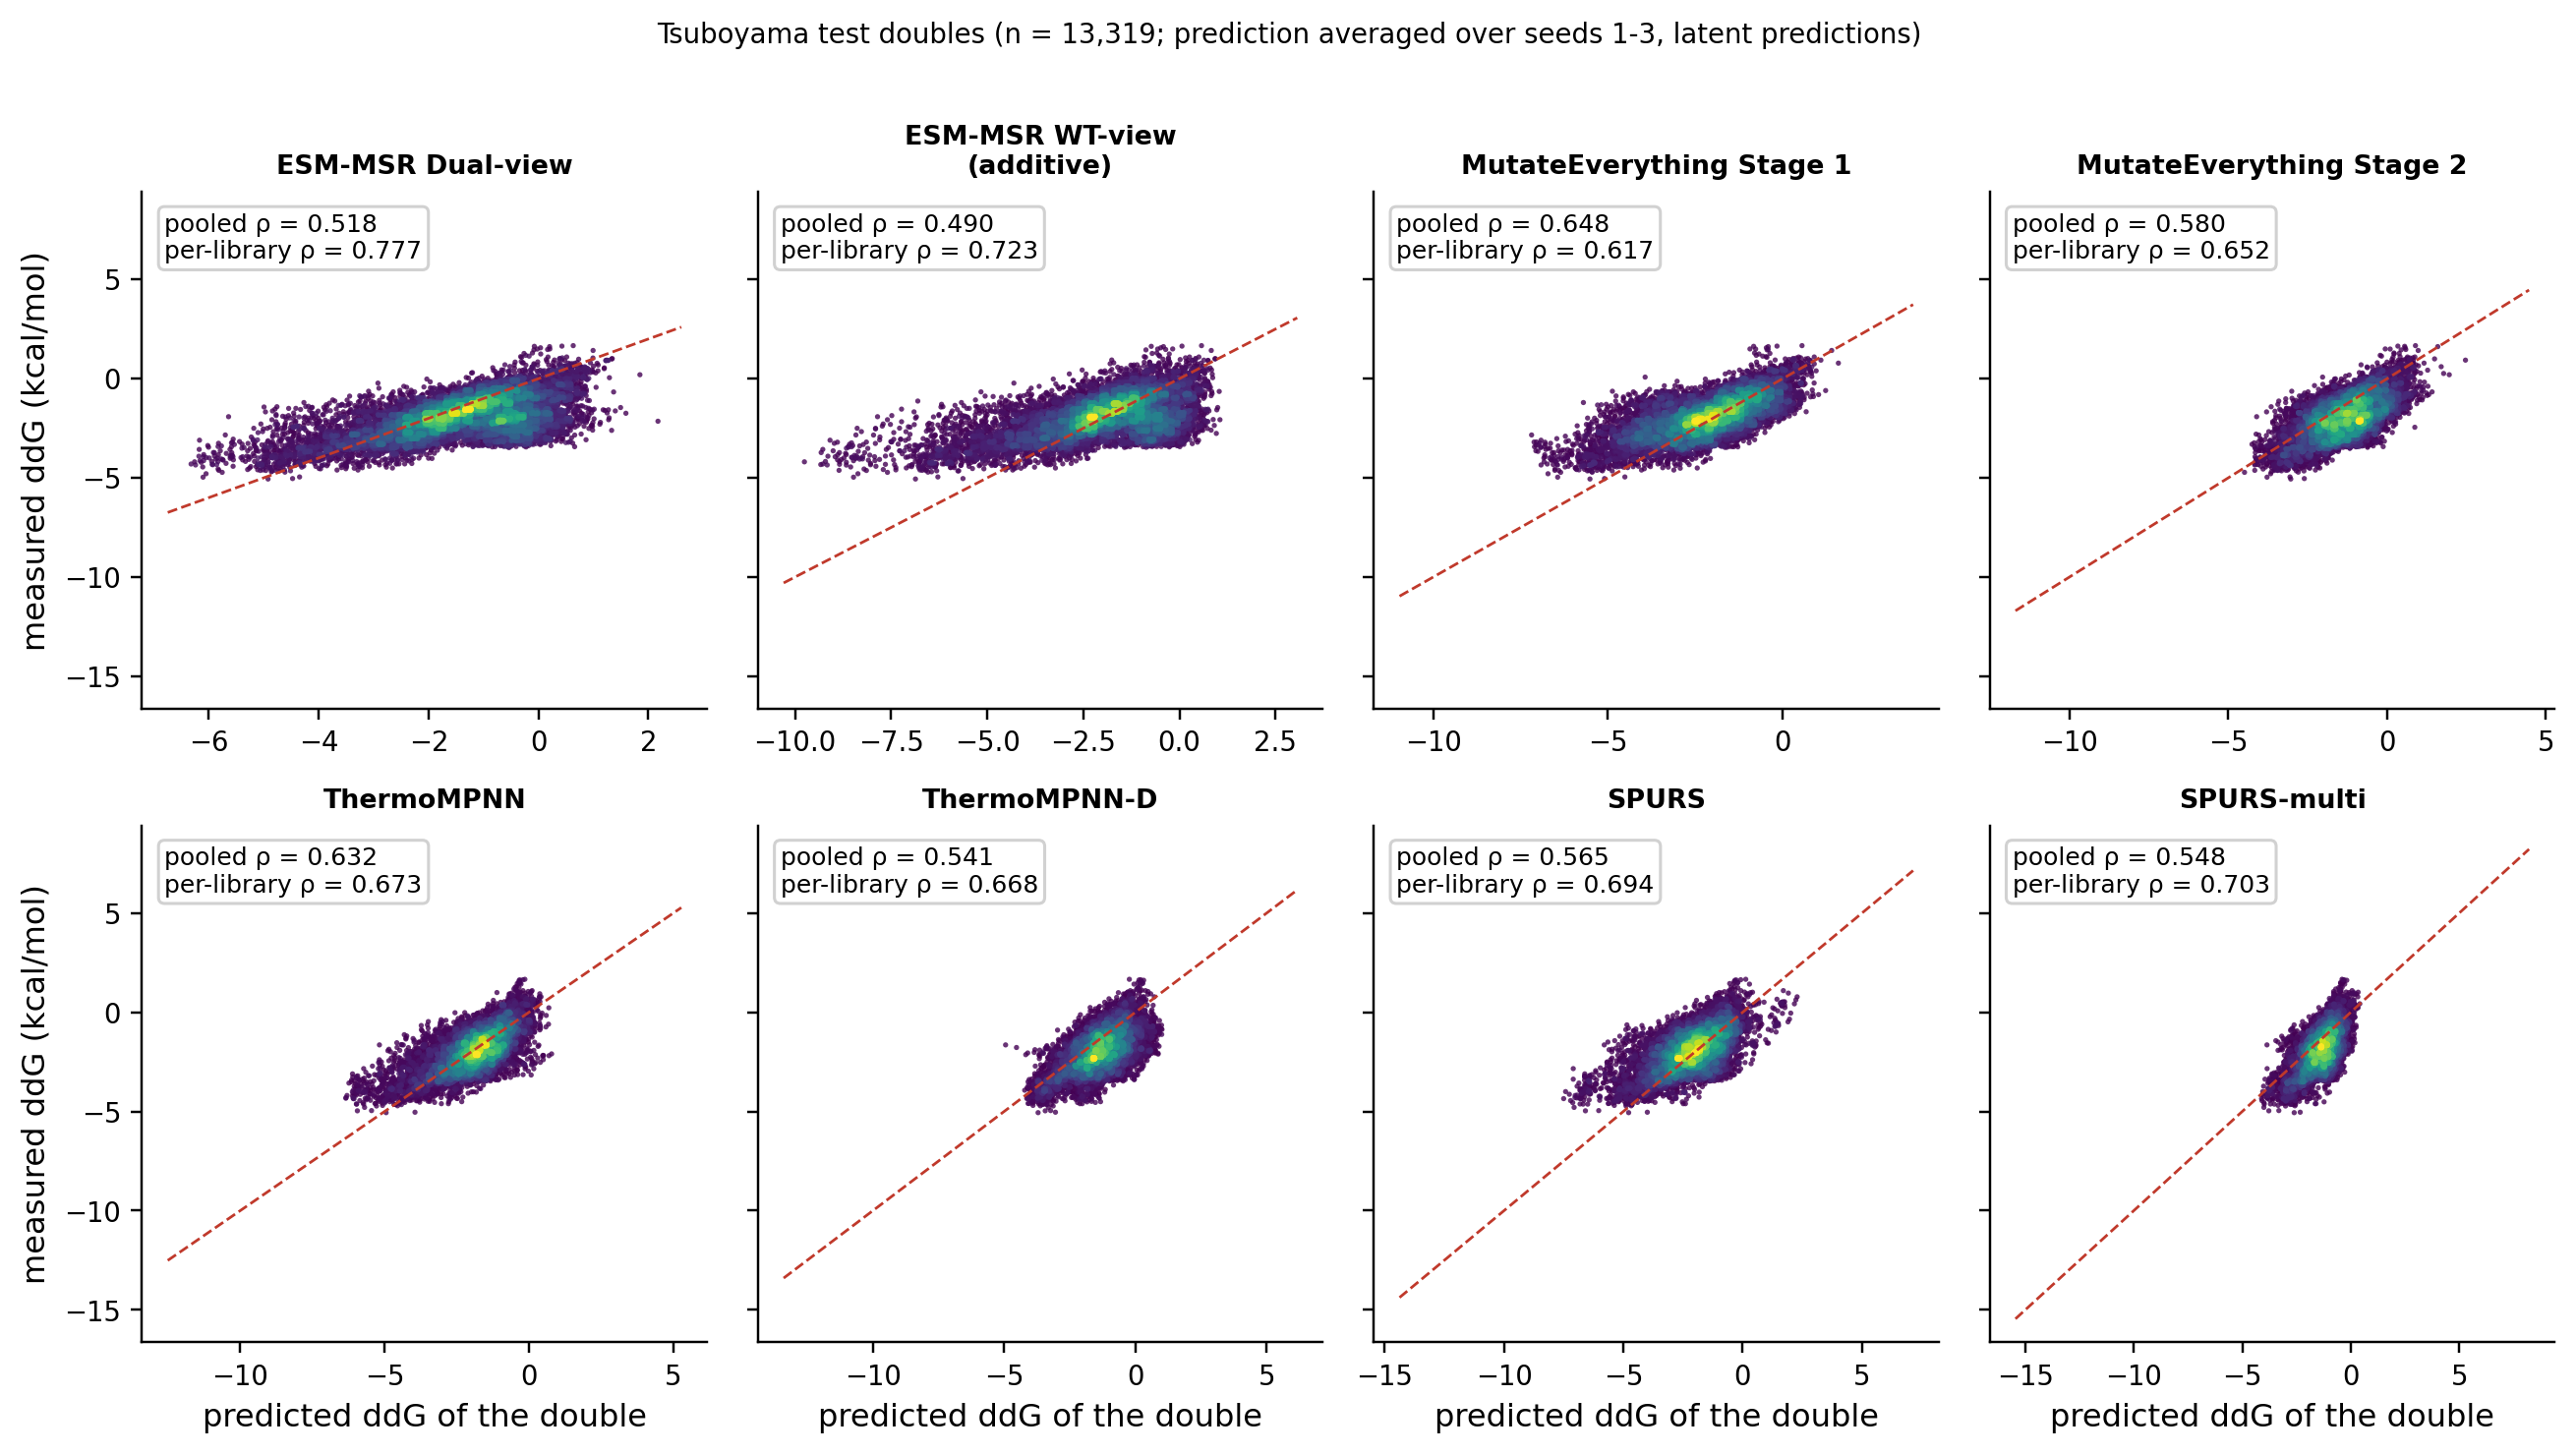 Tsuboyama test doubles (n = 13,319; prediction averaged over seeds 1-3, latent predictions)
ESM-MSR Dual-view
pooled ρ = 0.518
per-library ρ = 0.777
measured ddG (kcal/mol)
5
0
−5
−10
−15
−6 −4 −2 0 2
ESM-MSR WT-view
(additive)
pooled ρ = 0.490
per-library ρ = 0.723
−10.0 −7.5 −5.0 −2.5 0.0 2.5
MutateEverything Stage 1
pooled ρ = 0.648
per-library ρ = 0.617
−10 −5 0
MutateEverything Stage 2
pooled ρ = 0.580
per-library ρ = 0.652
−10 −5 0 5
ThermoMPNN
pooled ρ = 0.632
per-library ρ = 0.673
measured ddG (kcal/mol)
5
0
−5
−10
−15
−10 −5 0 5
predicted ddG of the double
ThermoMPNN-D
pooled ρ = 0.541
per-library ρ = 0.668
−10 −5 0 5
predicted ddG of the double
SPURS
pooled ρ = 0.565
per-library ρ = 0.694
−15 −10 −5 0 5
predicted ddG of the double
SPURS-multi
pooled ρ = 0.548
per-library ρ = 0.703
−15 −10 −5 0 5
predicted ddG of the double